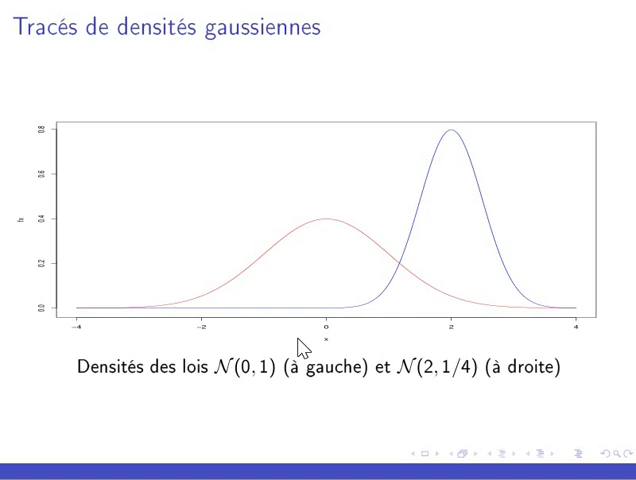 Tracés de densités gaussiennes
0.8
0.6
fx
0.4
0.2
0.0
−4 −2 0 2 4
x
Densités des lois 𝒩(0, 1) (à gauche) et 𝒩(2, 1/4) (à droite)